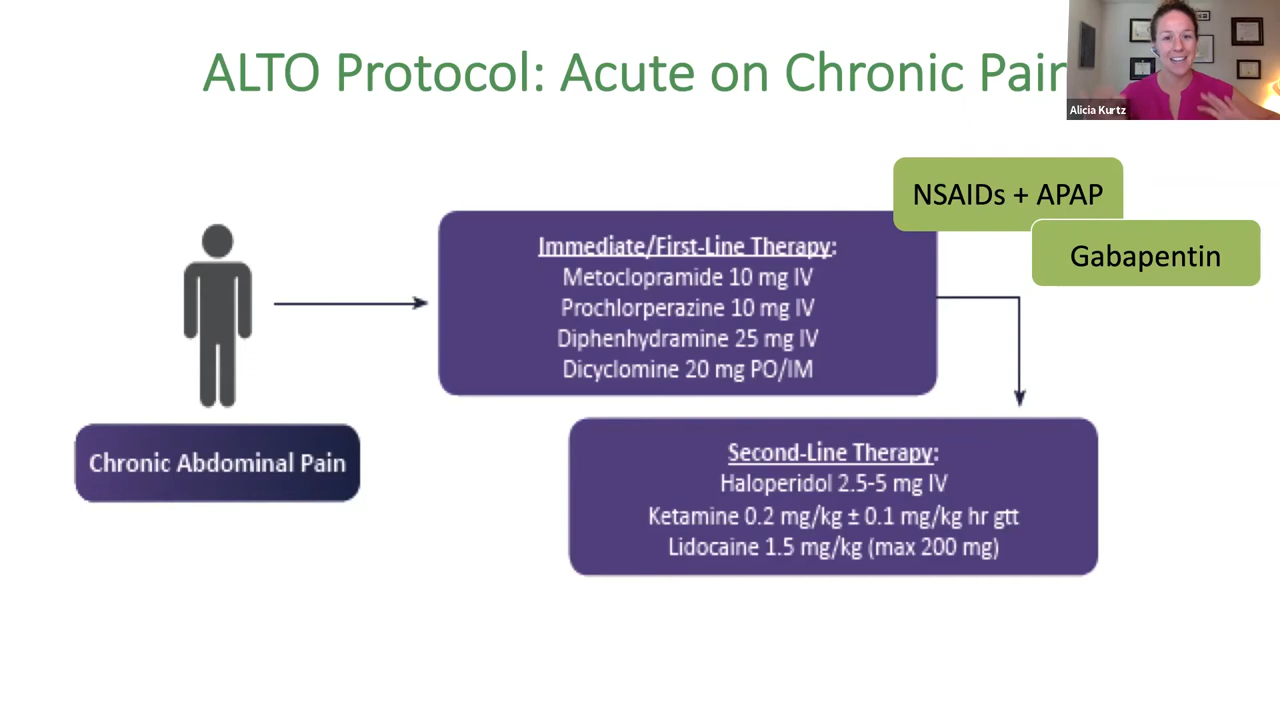 ALTO Protocol: Acute on Chronic Pain
Alicia Kurtz
NSAIDs + APAP
Gabapentin
Immediate/First-Line Therapy:
Metoclopramide 10 mg IV
Prochlorperazine 10 mg IV
Diphenhydramine 25 mg IV
Dicyclomine 20 mg PO/IM
Chronic Abdominal Pain
Second-Line Therapy:
Haloperidol 2.5-5 mg IV
Ketamine 0.2 mg/kg ± 0.1 mg/kg hr gtt
Lidocaine 1.5 mg/kg (max 200 mg)